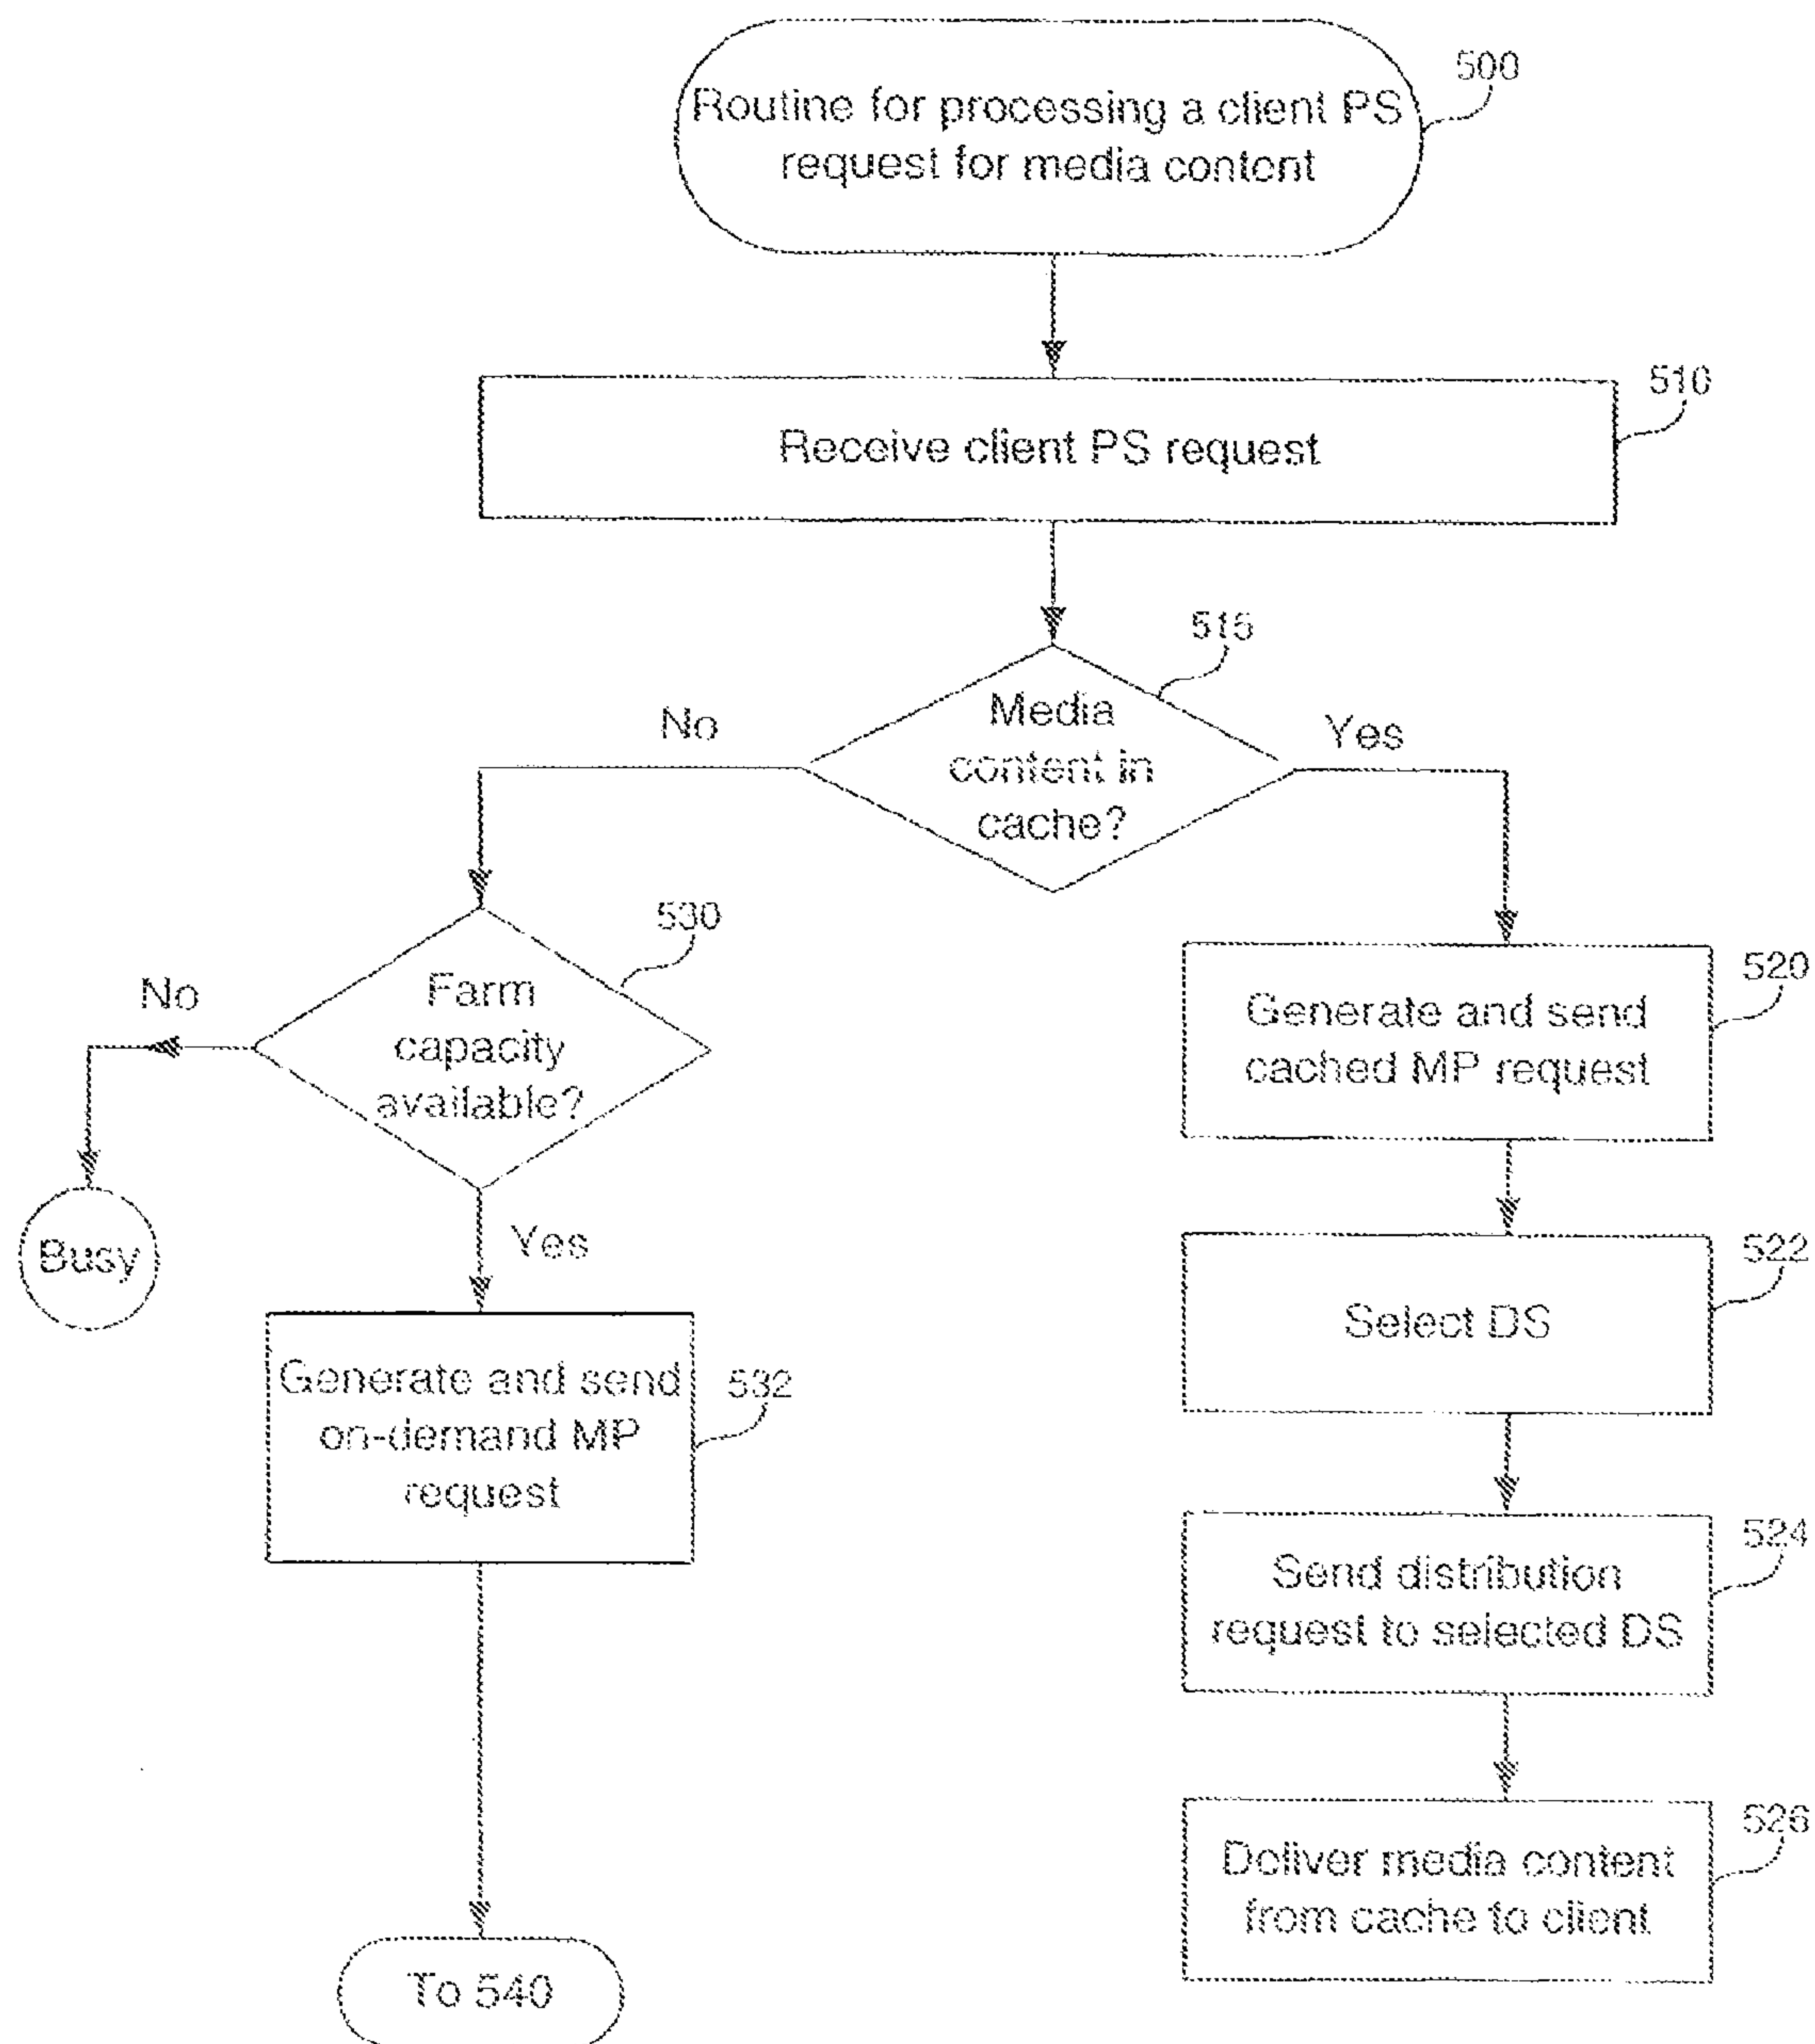 Routine for processing a client PS
request for media content
500
Receive client PS request
510
Media
content in
cache?
515
No
Yes
Farm
capacity
available?
530
No
Busy
Yes
Generate and send
on-demand MP
request
532
To 540
Generate and send
cached MP request
520
Select DS
522
Send distribution
request to selected DS
524
Deliver media content
from cache to client
526